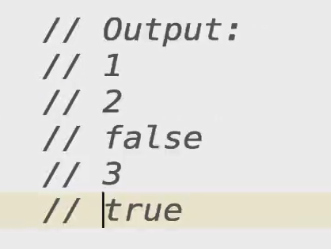 // Output:
// 1
// 2
// false
// 3
// true